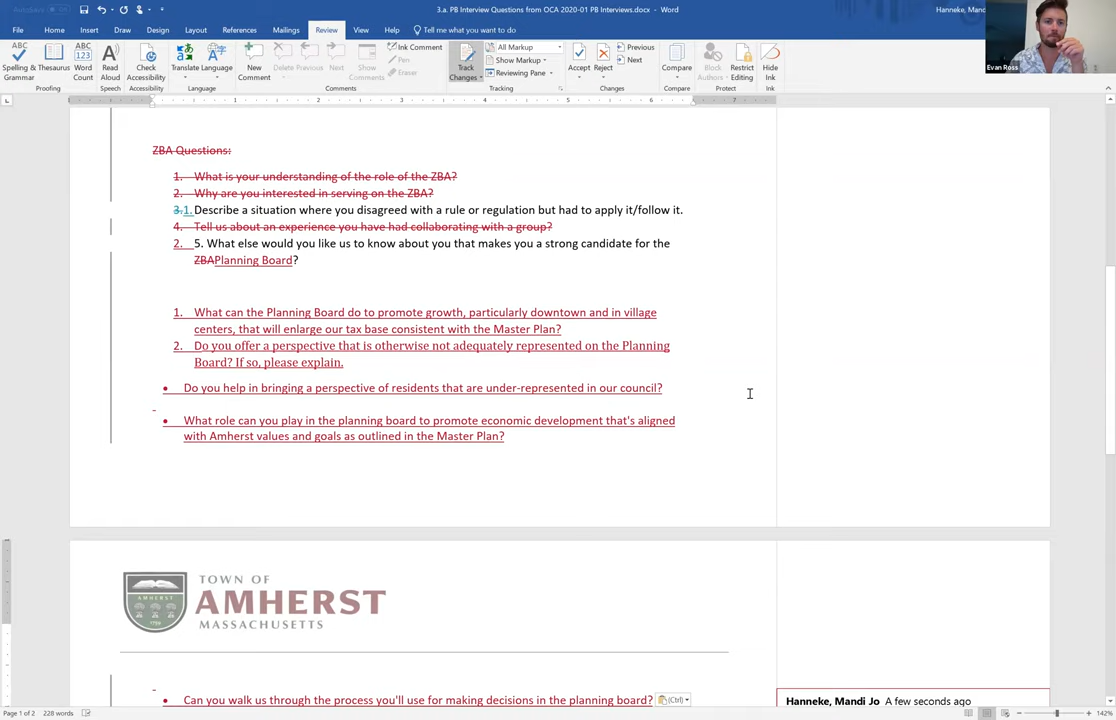 3.a. PB Interview Questions from OCA 2020-01 PB Interviews.docx - Word
Hanneke, Mand
File Home Insert Draw Design Layout References Mailings Review View Help Tell me what you want to do
Evan Ross
Spelling & Grammar
Thesaurus
Word Count
Read Aloud
Check Accessibility
Translate
Language
New Comment
Delete
Previous
Next
Show Comments
Ink Comment
Pen
Eraser
Track Changes
All Markup
Show Markup
Reviewing Pane
Accept
Reject
Previous
Next
Compare
Block Authors
Restrict Editing
Hide Ink
Proofing Speech Accessibility Language Comments Tracking Changes Compare Protect Ink
1 2 3 4 5 6 7
ZBA Questions:
1. What is your understanding of the role of the ZBA?
2. Why are you interested in serving on the ZBA?
3.1. Describe a situation where you disagreed with a rule or regulation but had to apply it/follow it.
4. Tell us about an experience you have had collaborating with a group?
2. 5. What else would you like us to know about you that makes you a strong candidate for the
ZBAPlanning Board?
1. What can the Planning Board do to promote growth, particularly downtown and in village
centers, that will enlarge our tax base consistent with the Master Plan?
2. Do you offer a perspective that is otherwise not adequately represented on the Planning
Board? If so, please explain.
• Do you help in bringing a perspective of residents that are under-represented in our council?
• What role can you play in the planning board to promote economic development that's aligned
with Amherst values and goals as outlined in the Master Plan?
TOWN OF
AMHERST
MASSACHUSETTS
• Can you walk us through the process you'll use for making decisions in the planning board?
(Ctrl)
Hanneke, Mandi Jo A few seconds ago
Page 1 of 2 228 words
142%